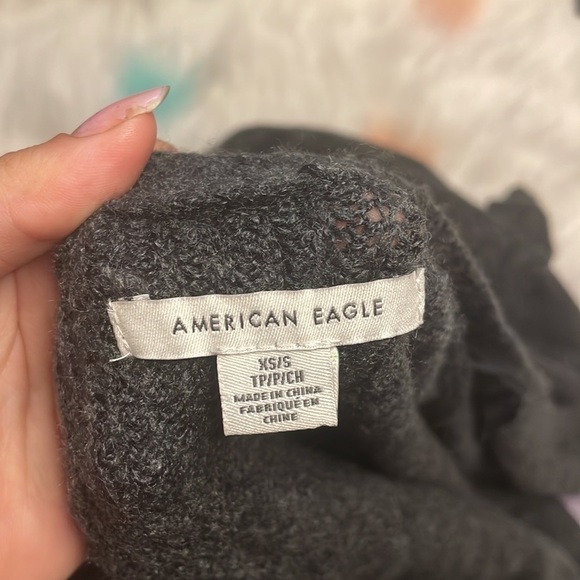 AMERICAN EAGLE
XS/S
TP/P/CH
MADE IN CHINA
FABRIQUÉ EN
CHINE